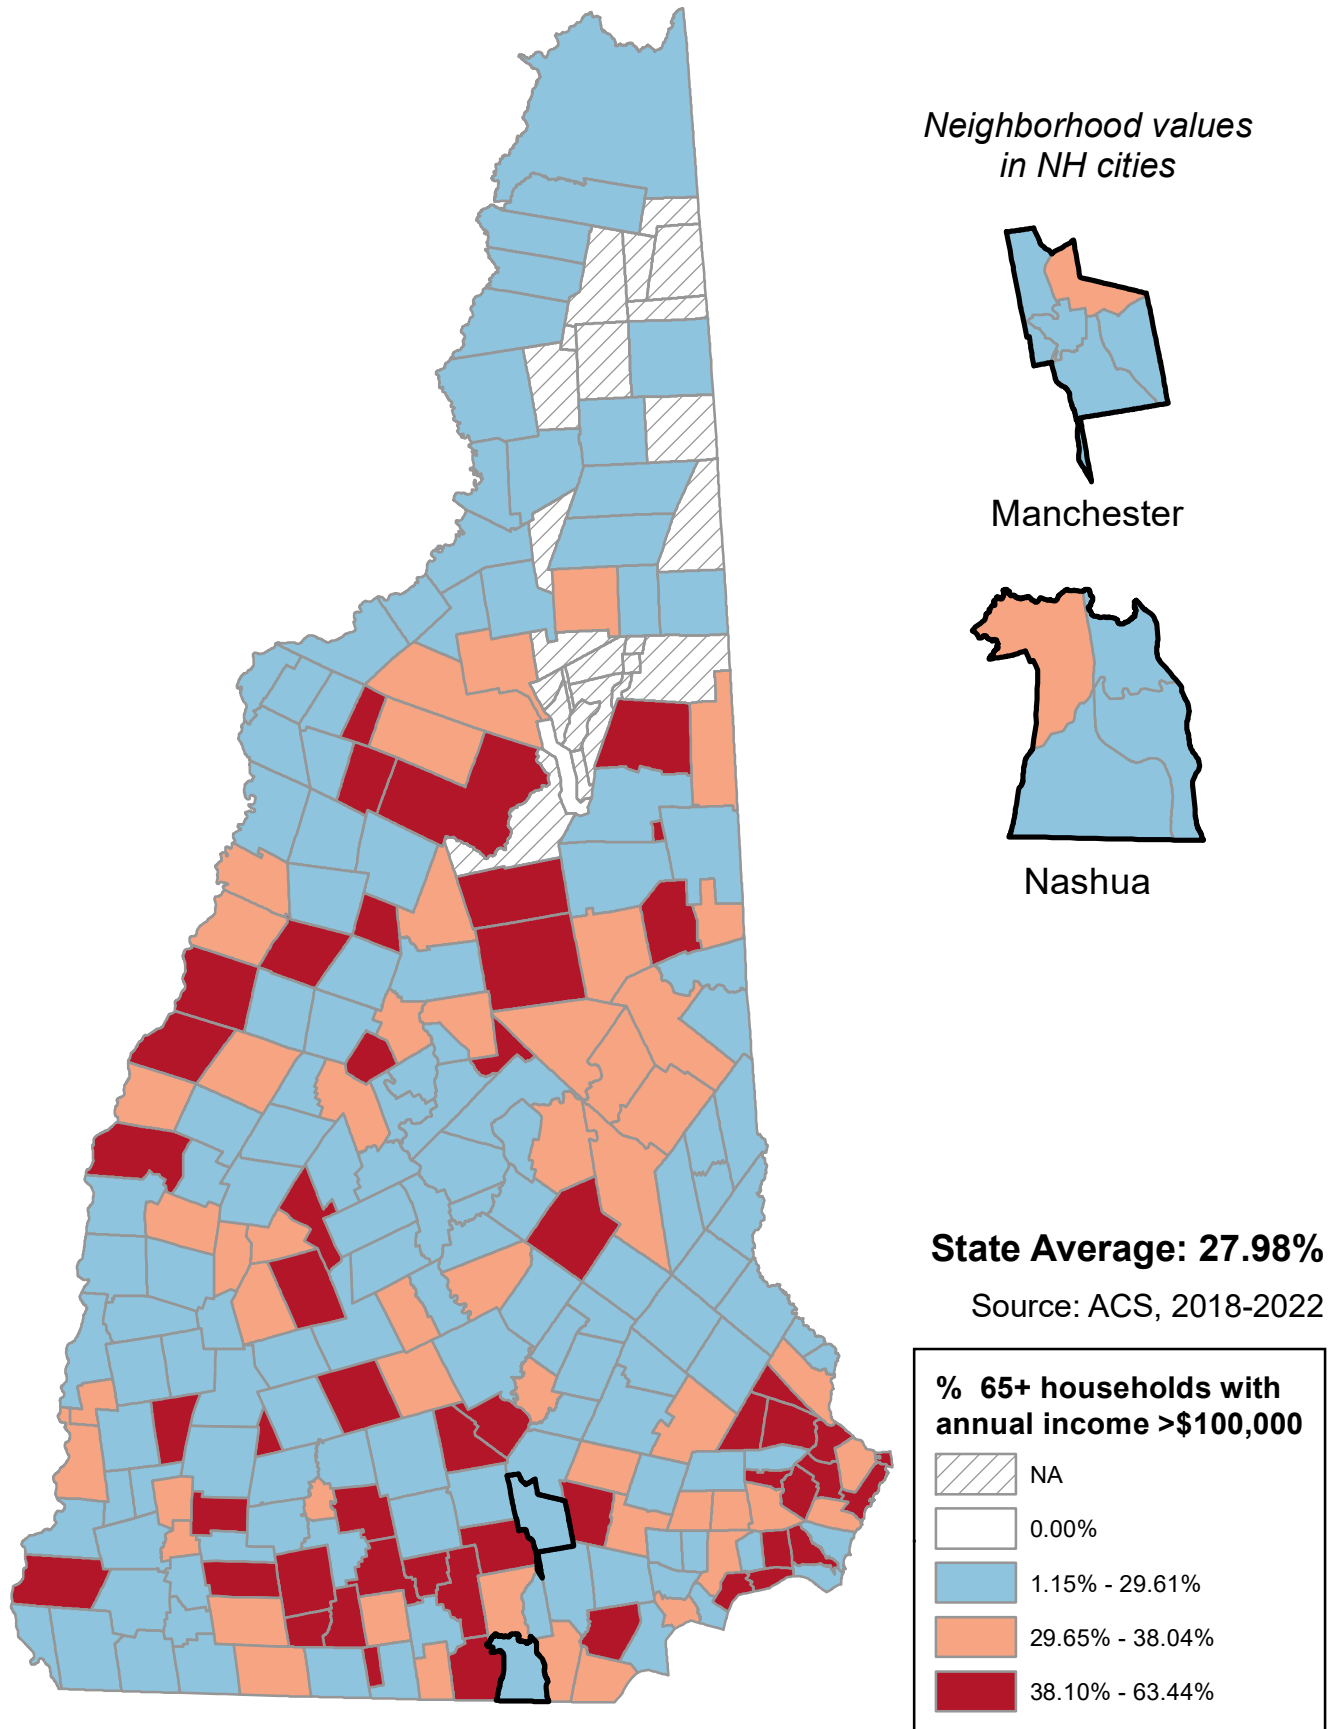 Neighborhood values
in NH cities
Manchester
Nashua
State Average: 27.98%
Source: ACS, 2018-2022
% 65+ households with
annual income >$100,000
NA
0.00%
1.15% - 29.61%
29.65% - 38.04%
38.10% - 63.44%